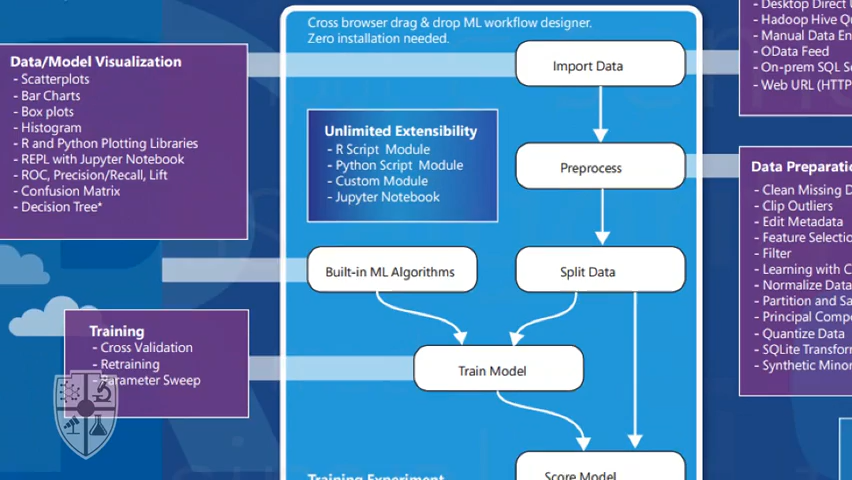 Cross browser drag & drop ML workflow designer.
Zero installation needed.
Data/Model Visualization
- Scatterplots
- Bar Charts
- Box plots
- Histogram
- R and Python Plotting Libraries
- REPL with Jupyter Notebook
- ROC, Precision/Recall, Lift
- Confusion Matrix
- Decision Tree*
Unlimited Extensibility
- R Script Module
- Python Script Module
- Custom Module
- Jupyter Notebook
Import Data
Preprocess
Built-in ML Algorithms
Split Data
Training
- Cross Validation
- Retraining
- Parameter Sweep
Train Model
Score Model
Training Experiment
- Desktop Direct
- Hadoop Hive
- Manual Data
- OData Feed
- On-prem SQL
- Web URL (HTTP
Data
- Clean Missing
- Clip Outliers
- Edit Metadata
- Feature
- Filter
- Learning with
- Normalize Data
- Partition and
- Principal
- Quantize Data
- SQLite
- Synthetic